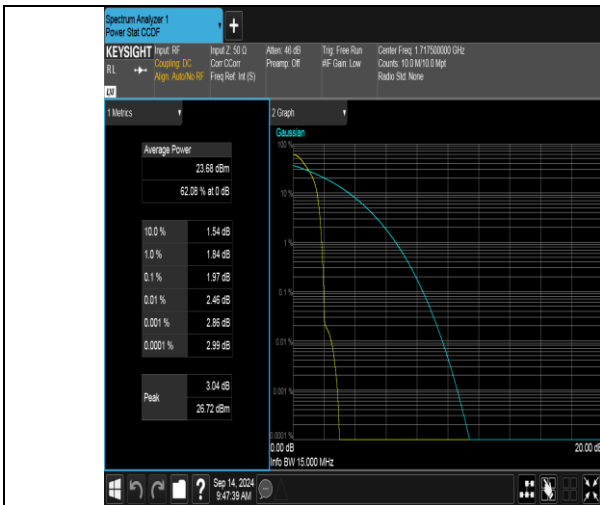 Spectrum Analyzer 1
Power Stat CCDF
+
KEYSIGHT
R L
LXI
Input: RF
Coupling: DC
Align: Auto/No RF
Input Z: 50 Ω
Corr CCorr
Freq Ref: Int (S)
Atten: 46 dB
Preamp: Off
Trig: Free Run
#IF Gain: Low
Center Freq: 1.717500000 GHz
Counts: 10.0 M/10.0 Mpt
Radio Std: None
1 Metrics
Average Power
23.68 dBm
62.08 % at 0 dB
10.0 % 1.54 dB
1.0 % 1.84 dB
0.1 % 1.97 dB
0.01 % 2.46 dB
0.001 % 2.86 dB
0.0001 % 2.99 dB
Peak
3.04 dB
26.72 dBm
2 Graph
Gaussian
100 %
10 %
1 %
0.1 %
0.01 %
0.001 %
0.0001 %
0.00 dB
20.00 dB
Info BW 15.000 MHz
?
Sep 14, 2024
9:47:39 AM